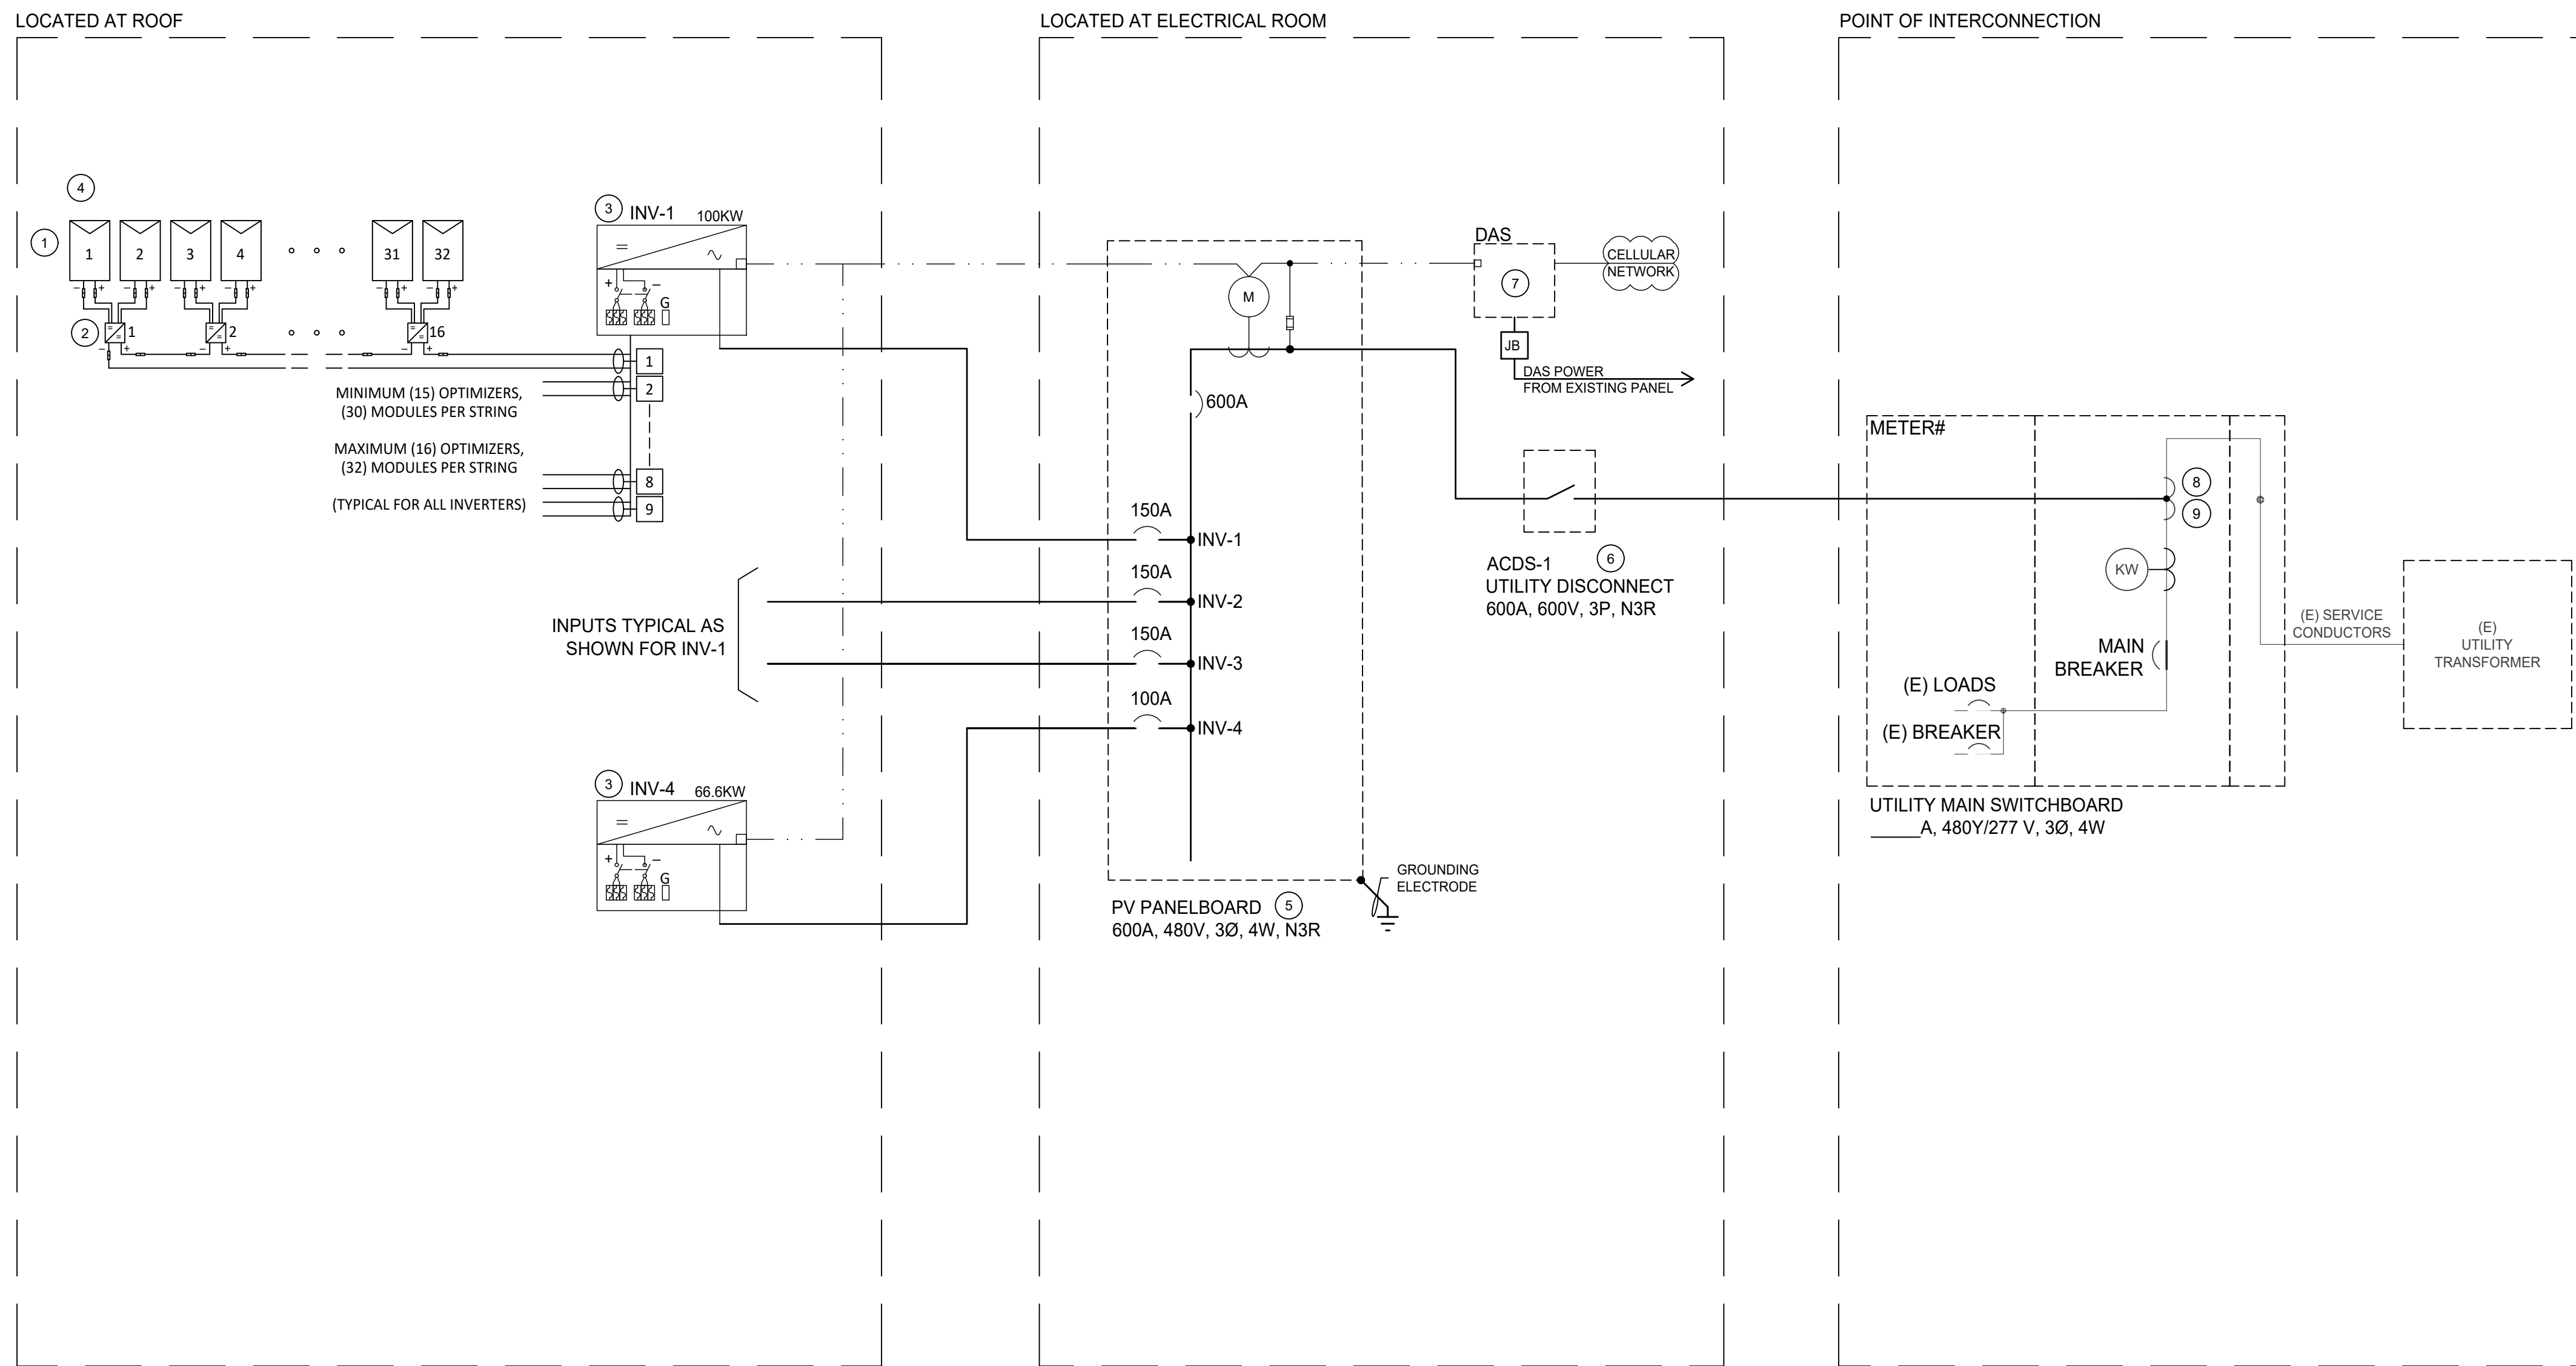 LOCATED AT ROOF
4
1
1
2
3
4
31
32
– + – + – + – + – + – +
2
1
2
16
– + – + – +
3
INV-1
100KW
+ –
G
1
2
8
9
MINIMUM (15) OPTIMIZERS,
(30) MODULES PER STRING
MAXIMUM (16) OPTIMIZERS,
(32) MODULES PER STRING
(TYPICAL FOR ALL INVERTERS)
INPUTS TYPICAL AS
SHOWN FOR INV-1
3
INV-4
66.6KW
+ –
G
LOCATED AT ELECTRICAL ROOM
M
600A
150A
INV-1
150A
INV-2
150A
INV-3
100A
INV-4
PV PANELBOARD
5
600A, 480V, 3Ø, 4W, N3R
GROUNDING
ELECTRODE
DAS
7
CELLULAR
NETWORK
JB
DAS POWER
FROM EXISTING PANEL
ACDS-1
6
UTILITY DISCONNECT
600A, 600V, 3P, N3R
POINT OF INTERCONNECTION
METER#
8
9
KW
MAIN
BREAKER
(E) LOADS
(E) BREAKER
UTILITY MAIN SWITCHBOARD
_____A, 480Y/277 V, 3Ø, 4W
(E) SERVICE
CONDUCTORS
(E)
UTILITY
TRANSFORMER